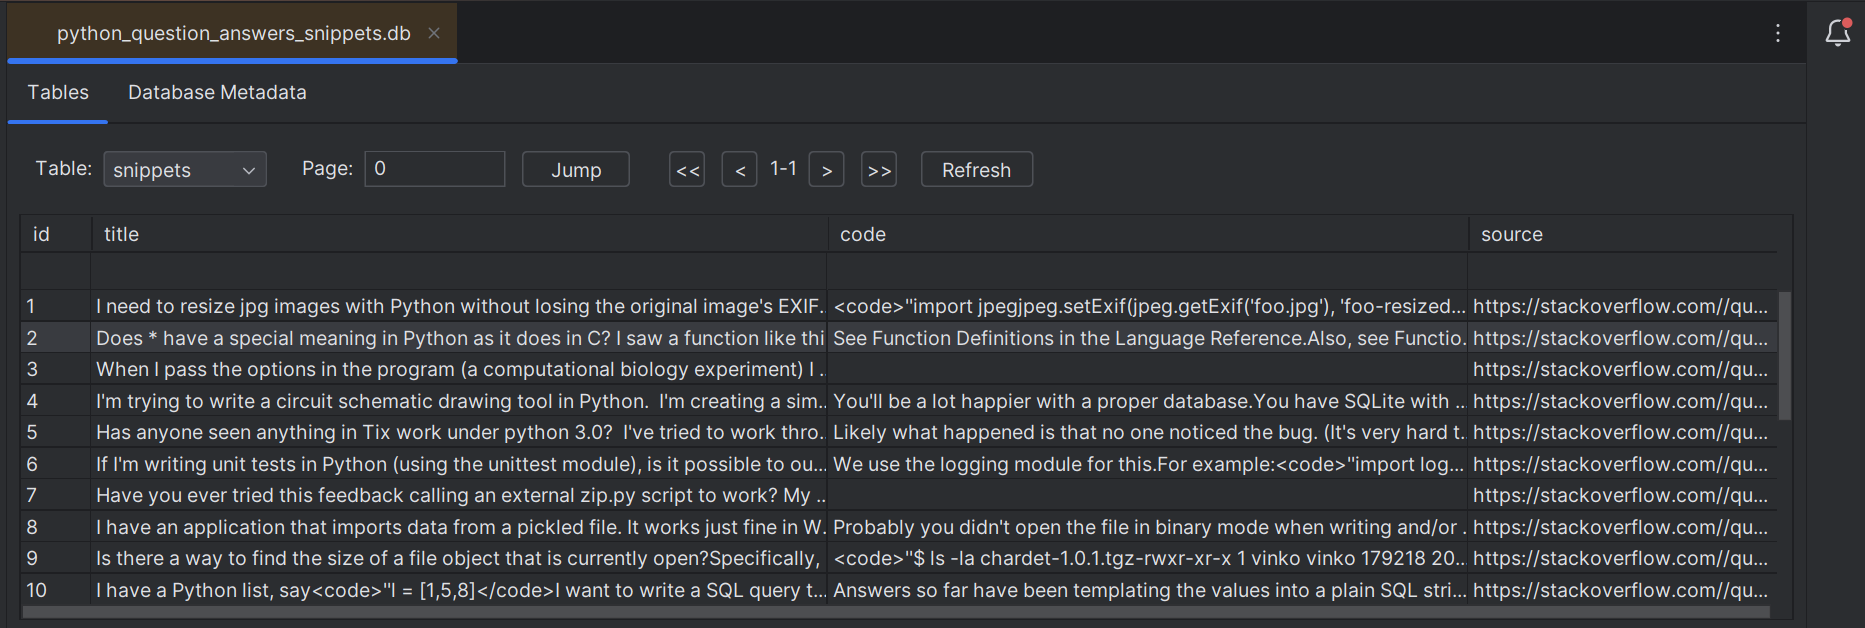 python_question_answers_snippets.db
Tables Database Metadata
Table: snippets Page: 0 Jump << < 1-1 > >> Refresh
id title code source
1 I need to resize jpg images with Python without losing the original image's EXIF... <code>"import jpegjpeg.setExif(jpeg.getExif('foo.jpg'), 'foo-resized... https://stackoverflow.com//qu...
2 Does * have a special meaning in Python as it does in C? I saw a function like thi See Function Definitions in the Language Reference.Also, see Functio. https://stackoverflow.com//qu...
3 When I pass the options in the program (a computational biology experiment) I .. https://stackoverflow.com//qu...
4 I'm trying to write a circuit schematic drawing tool in Python.  I'm creating a sim... You'll be a lot happier with a proper database.You have SQLite with ... https://stackoverflow.com//qu...
5 Has anyone seen anything in Tix work under python 3.0?  I've tried to work thro... Likely what happened is that no one noticed the bug. (It's very hard t.. https://stackoverflow.com//qu...
6 If I'm writing unit tests in Python (using the unittest module), is it possible to ou... We use the logging module for this.For example:<code>"import log... https://stackoverflow.com//qu...
7 Have you ever tried this feedback calling an external zip.py script to work? My ... https://stackoverflow.com//qu...
8 I have an application that imports data from a pickled file. It works just fine in W. Probably you didn't open the file in binary mode when writing and/or . https://stackoverflow.com//qu...
9 Is there a way to find the size of a file object that is currently open?Specifically, <code>"$ ls -la chardet-1.0.1.tgz-rwxr-xr-x 1 vinko vinko 179218 20... https://stackoverflow.com//qu...
10 I have a Python list, say<code>"l = [1,5,8]</code>I want to write a SQL query t... Answers so far have been templating the values into a plain SQL stri... https://stackoverflow.com//qu...